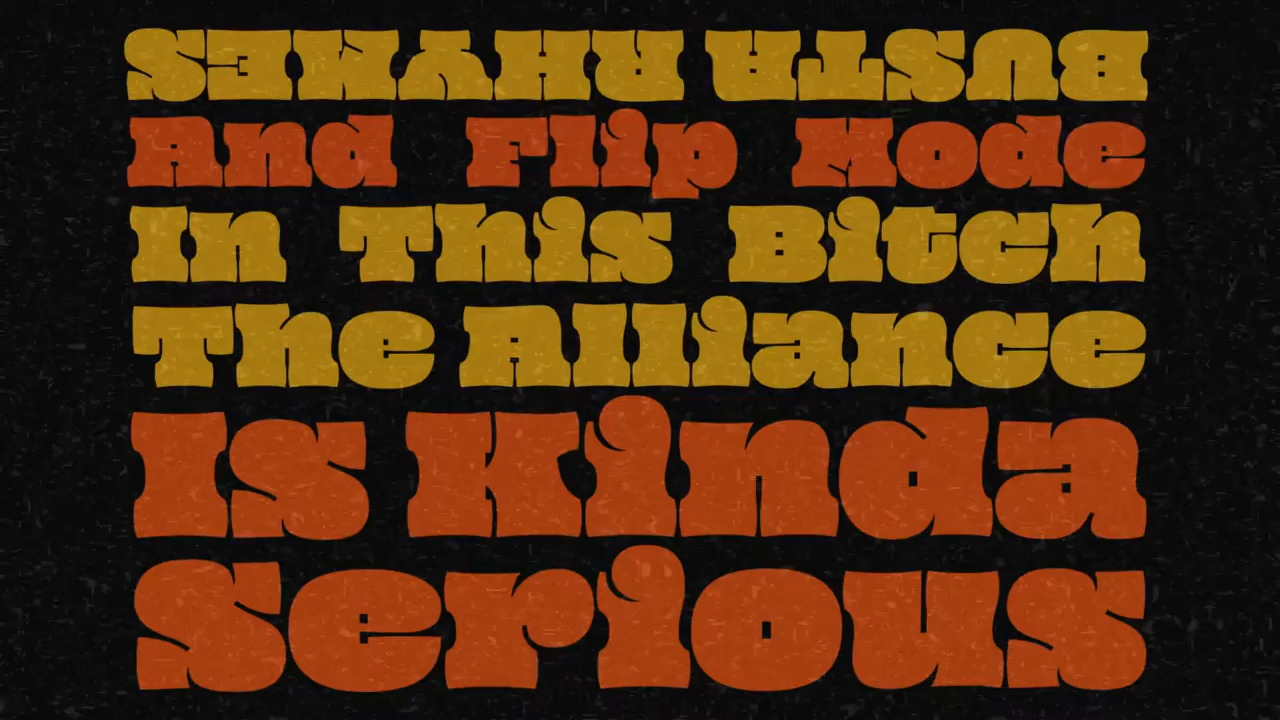 BUSTA RHYMES
And Flip Mode
In This Bitch
The Alliance
Is Kinda
Serious